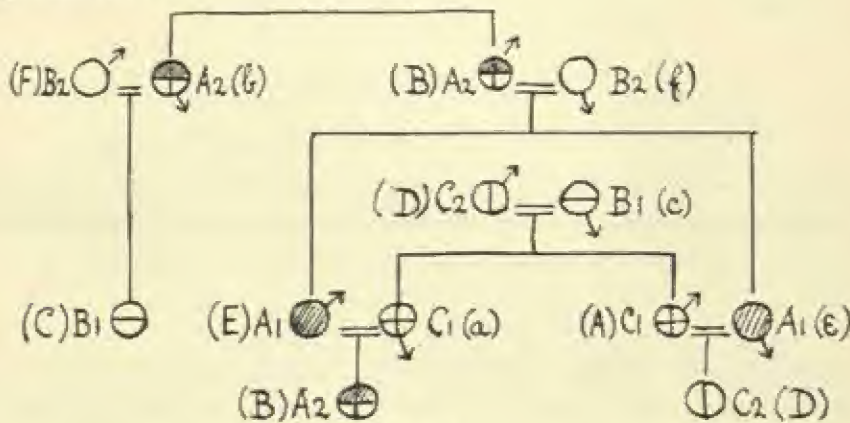 (F) B2 A2 (b) (B) A2 B2 (f)
(D) C2 B1 (c)
(C) B1 (E) A1 C1 (a) (A) C1 A1 (e)
(B) A2 C2 (D)